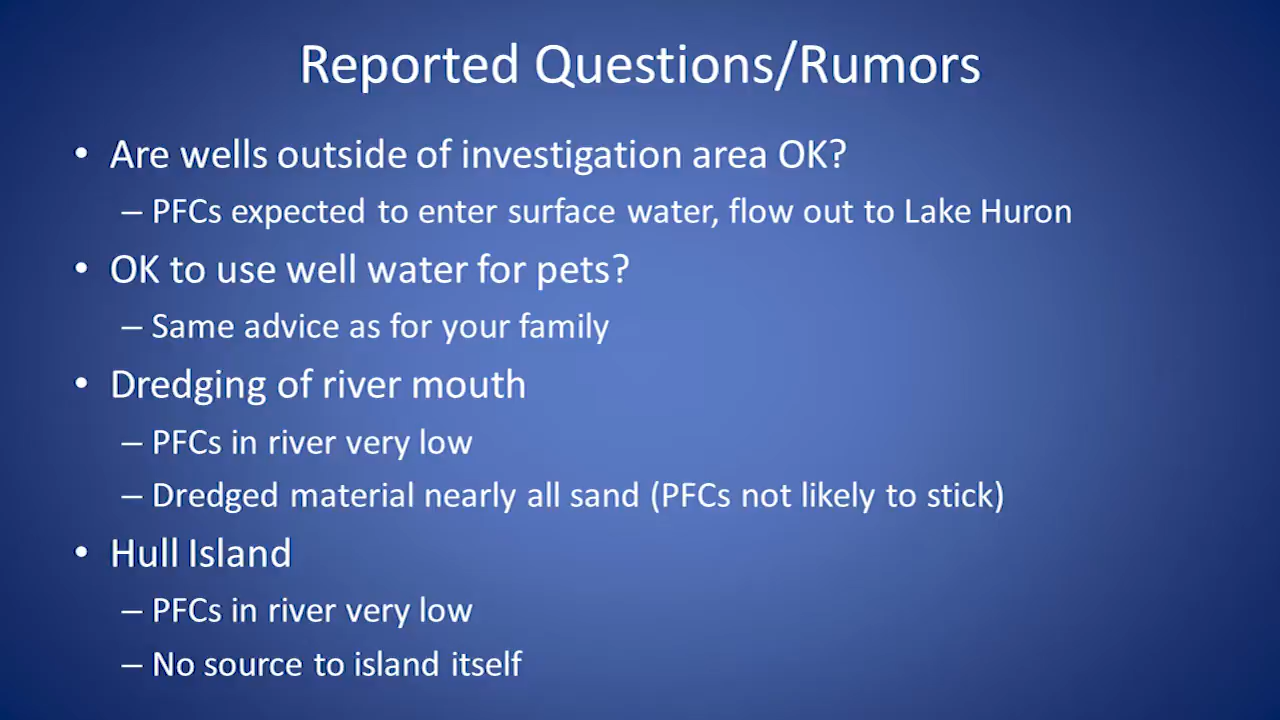 Reported Questions/Rumors
• Are wells outside of investigation area OK?
– PFCs expected to enter surface water, flow out to Lake Huron
• OK to use well water for pets?
– Same advice as for your family
• Dredging of river mouth
– PFCs in river very low
– Dredged material nearly all sand (PFCs not likely to stick)
• Hull Island
– PFCs in river very low
– No source to island itself